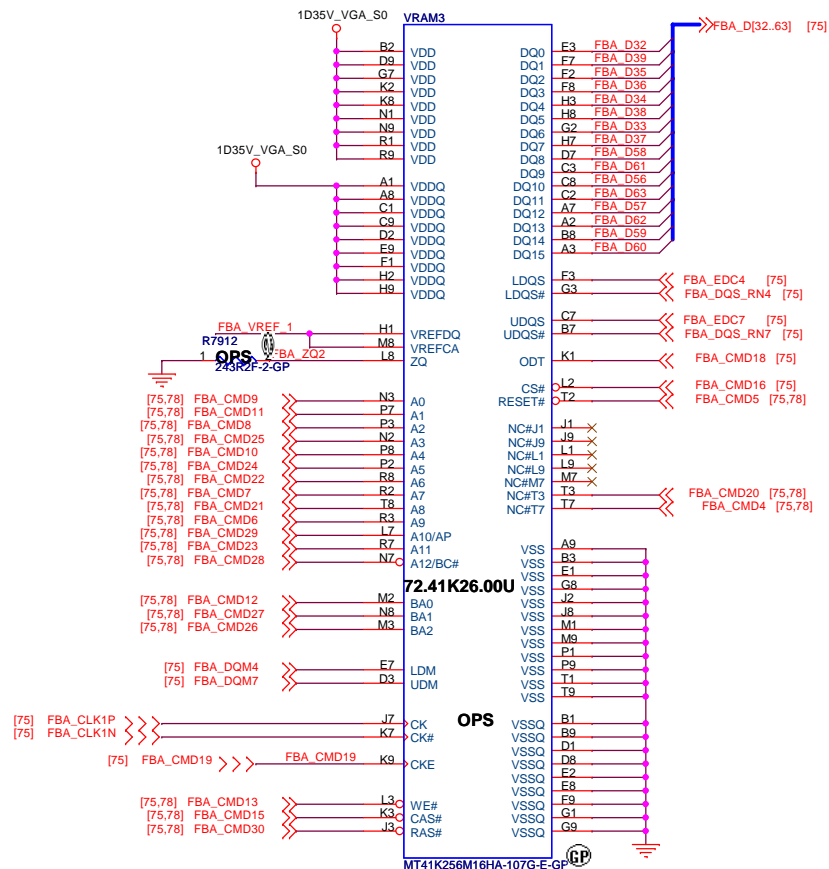 1D35V_VGA_S0
VRAM3
FBA_D[32..63] [75]
B2 VDD DQ0 E3 FBA_D32
D9 VDD DQ1 F7 FBA_D39
G7 VDD DQ2 F2 FBA_D35
K2 VDD DQ3 F8 FBA_D36
K8 VDD DQ4 H3 FBA_D34
N1 VDD DQ5 H8 FBA_D38
N9 VDD DQ6 G2 FBA_D33
R1 VDD DQ7 H7 FBA_D37
1D35V_VGA_S0 R9 VDD DQ8 D7 FBA_D58
DQ9 C3 FBA_D61
A1 VDDQ DQ10 C8 FBA_D56
A8 VDDQ DQ11 C2 FBA_D63
C1 VDDQ DQ12 A7 FBA_D57
C9 VDDQ DQ13 A2 FBA_D62
D2 VDDQ DQ14 B8 FBA_D59
E9 VDDQ DQ15 A3 FBA_D60
F1 VDDQ
H2 VDDQ LDQS F3 FBA_EDC4 [75]
H9 VDDQ LDQS# G3 FBA_DQS_RN4 [75]
UDQS C7 FBA_EDC7 [75]
FBA_VREF_1 H1 VREFDQ UDQS# B7 FBA_DQS_RN7 [75]
R7912 M8 VREFCA
1 OPS FBA_ZQ2 L8 ZQ ODT K1 FBA_CMD18 [75]
243R2F-2-GP
CS# L2 FBA_CMD16 [75]
[75,78] FBA_CMD9 N3 A0 RESET# T2 FBA_CMD5 [75,78]
[75,78] FBA_CMD11 P7 A1
[75,78] FBA_CMD8 P3 A2 NC#J1 J1
[75,78] FBA_CMD25 N2 A3 NC#J9 J9
[75,78] FBA_CMD10 P8 A4 NC#L1 L1
[75,78] FBA_CMD24 P2 A5 NC#L9 L9
[75,78] FBA_CMD22 R8 A6 NC#M7 M7
[75,78] FBA_CMD7 R2 A7 NC#T3 T3 FBA_CMD20 [75,78]
[75,78] FBA_CMD21 T8 A8 NC#T7 T7 FBA_CMD4 [75,78]
[75,78] FBA_CMD6 R3 A9
[75,78] FBA_CMD29 L7 A10/AP
[75,78] FBA_CMD23 R7 A11 VSS A9
[75,78] FBA_CMD28 N7 A12/BC# VSS B3
VSS E1
72.41K26.00U VSS G8
[75,78] FBA_CMD12 M2 BA0 VSS J2
[75,78] FBA_CMD27 N8 BA1 VSS J8
[75,78] FBA_CMD26 M3 BA2 VSS M1
VSS M9
VSS P1
[75] FBA_DQM4 E7 LDM VSS P9
[75] FBA_DQM7 D3 UDM VSS T1
VSS T9
[75] FBA_CLK1P J7 CK OPS VSSQ B1
[75] FBA_CLK1N K7 CK# VSSQ B9
VSSQ D1
[75] FBA_CMD19 FBA_CMD19 K9 CKE VSSQ D8
VSSQ E2
VSSQ E8
[75,78] FBA_CMD13 L3 WE# VSSQ F9
[75,78] FBA_CMD15 K3 CAS# VSSQ G1
[75,78] FBA_CMD30 J3 RAS# VSSQ G9
MT41K256M16HA-107G-E-GP GP